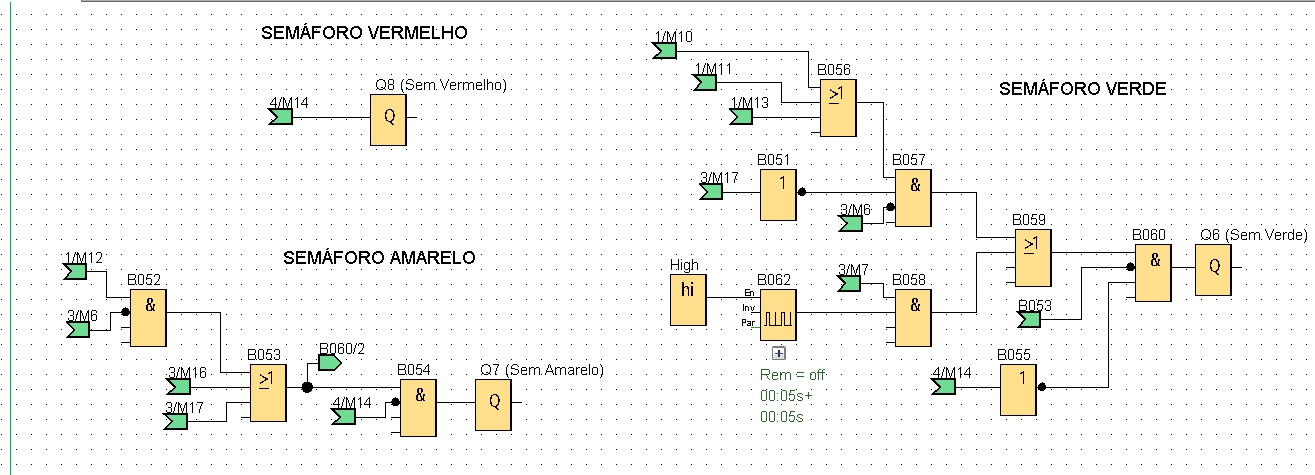 SEMÁFORO VERMELHO
Q8 (Sem.Vermelho)
4/M14
Q
1/M10
1/M11
1/M13
B056
≥1
SEMÁFORO VERDE
B051
1
3/M17
B057
&
3/M6
B059
≥1
B060
&
Q6 (Sem.Verde)
Q
High
hi
B062
En
Inv
Par
Rem = off
00:05s+
00:05s
3/M7
B058
&
B053
B055
1
4/M14
SEMÁFORO AMARELO
1/M12
B052
&
3/M6
B053
≥1
B060/2
3/M16
3/M17
B054
&
4/M14
Q7 (Sem.Amarelo)
Q